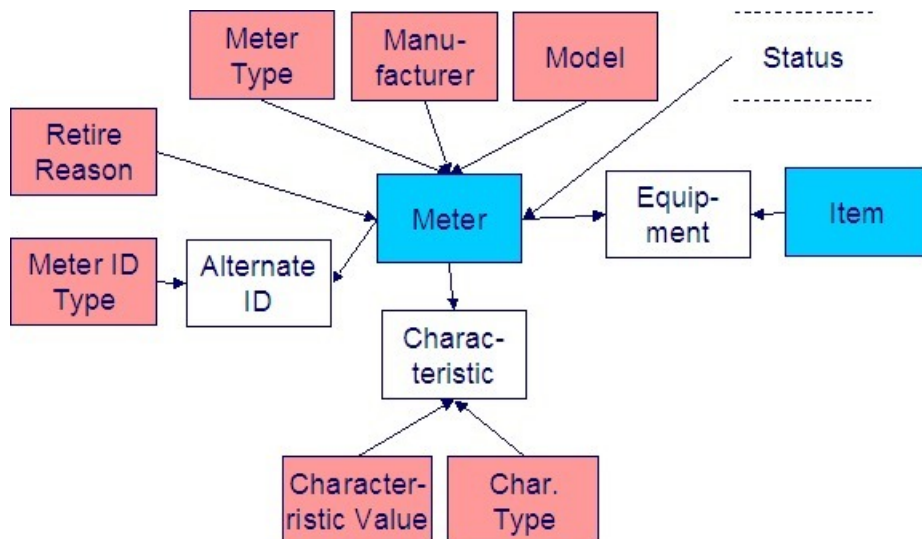 Meter
Type
Manu-
facturer
Model
Status
Retire
Reason
Meter
Equip-
ment
Item
Meter ID
Type
Alternate
ID
Charac-
teristic
Character-
ristic Value
Char.
Type